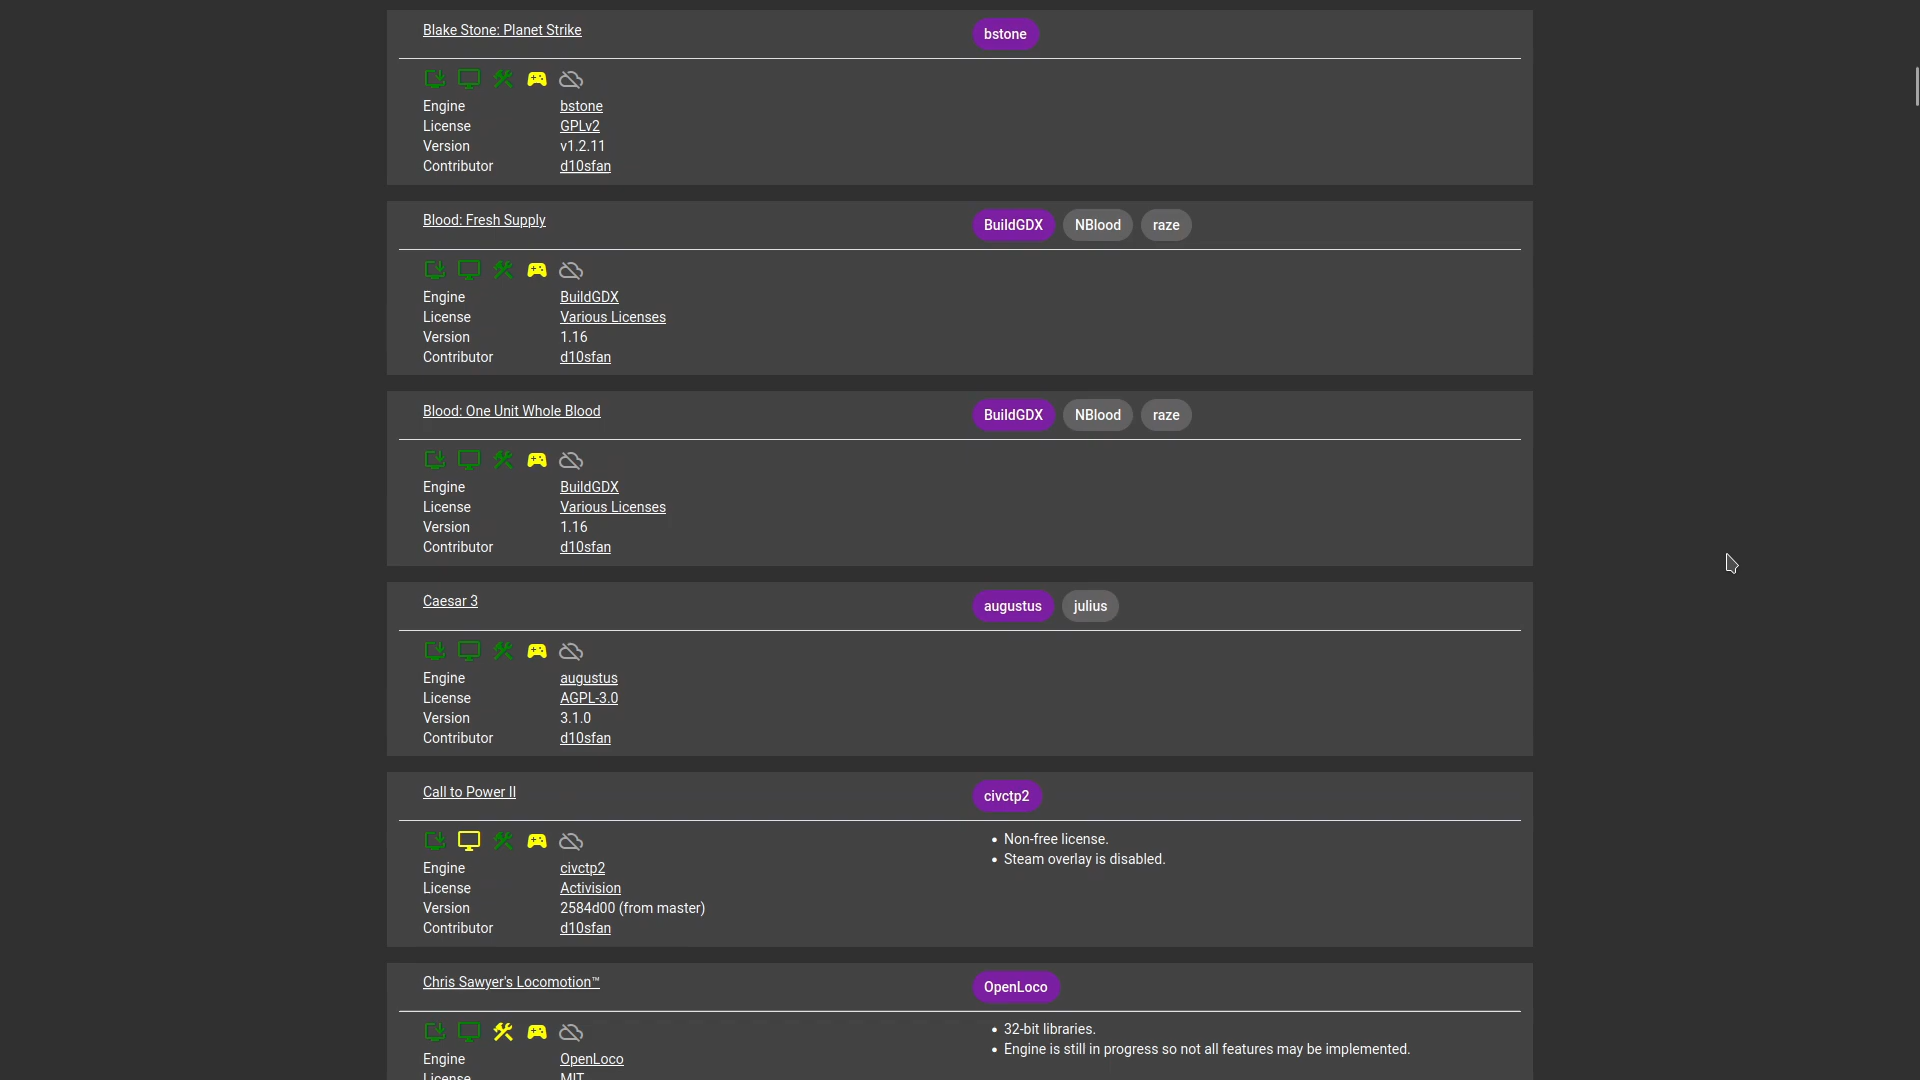 Blake Stone: Planet Strike
bstone
Engine bstone
License GPLv2
Version v1.2.11
Contributor d10sfan
Blood: Fresh Supply
BuildGDX NBlood raze
Engine BuildGDX
License Various Licenses
Version 1.16
Contributor d10sfan
Blood: One Unit Whole Blood
BuildGDX NBlood raze
Engine BuildGDX
License Various Licenses
Version 1.16
Contributor d10sfan
Caesar 3
augustus julius
Engine augustus
License AGPL-3.0
Version 3.1.0
Contributor d10sfan
Call to Power II
civctp2
Engine civctp2
License Activision
Version 2584d00 (from master)
Contributor d10sfan
• Non-free license.
• Steam overlay is disabled.
Chris Sawyer's Locomotion™
OpenLoco
Engine OpenLoco
License MIT
• 32-bit libraries.
• Engine is still in progress so not all features may be implemented.